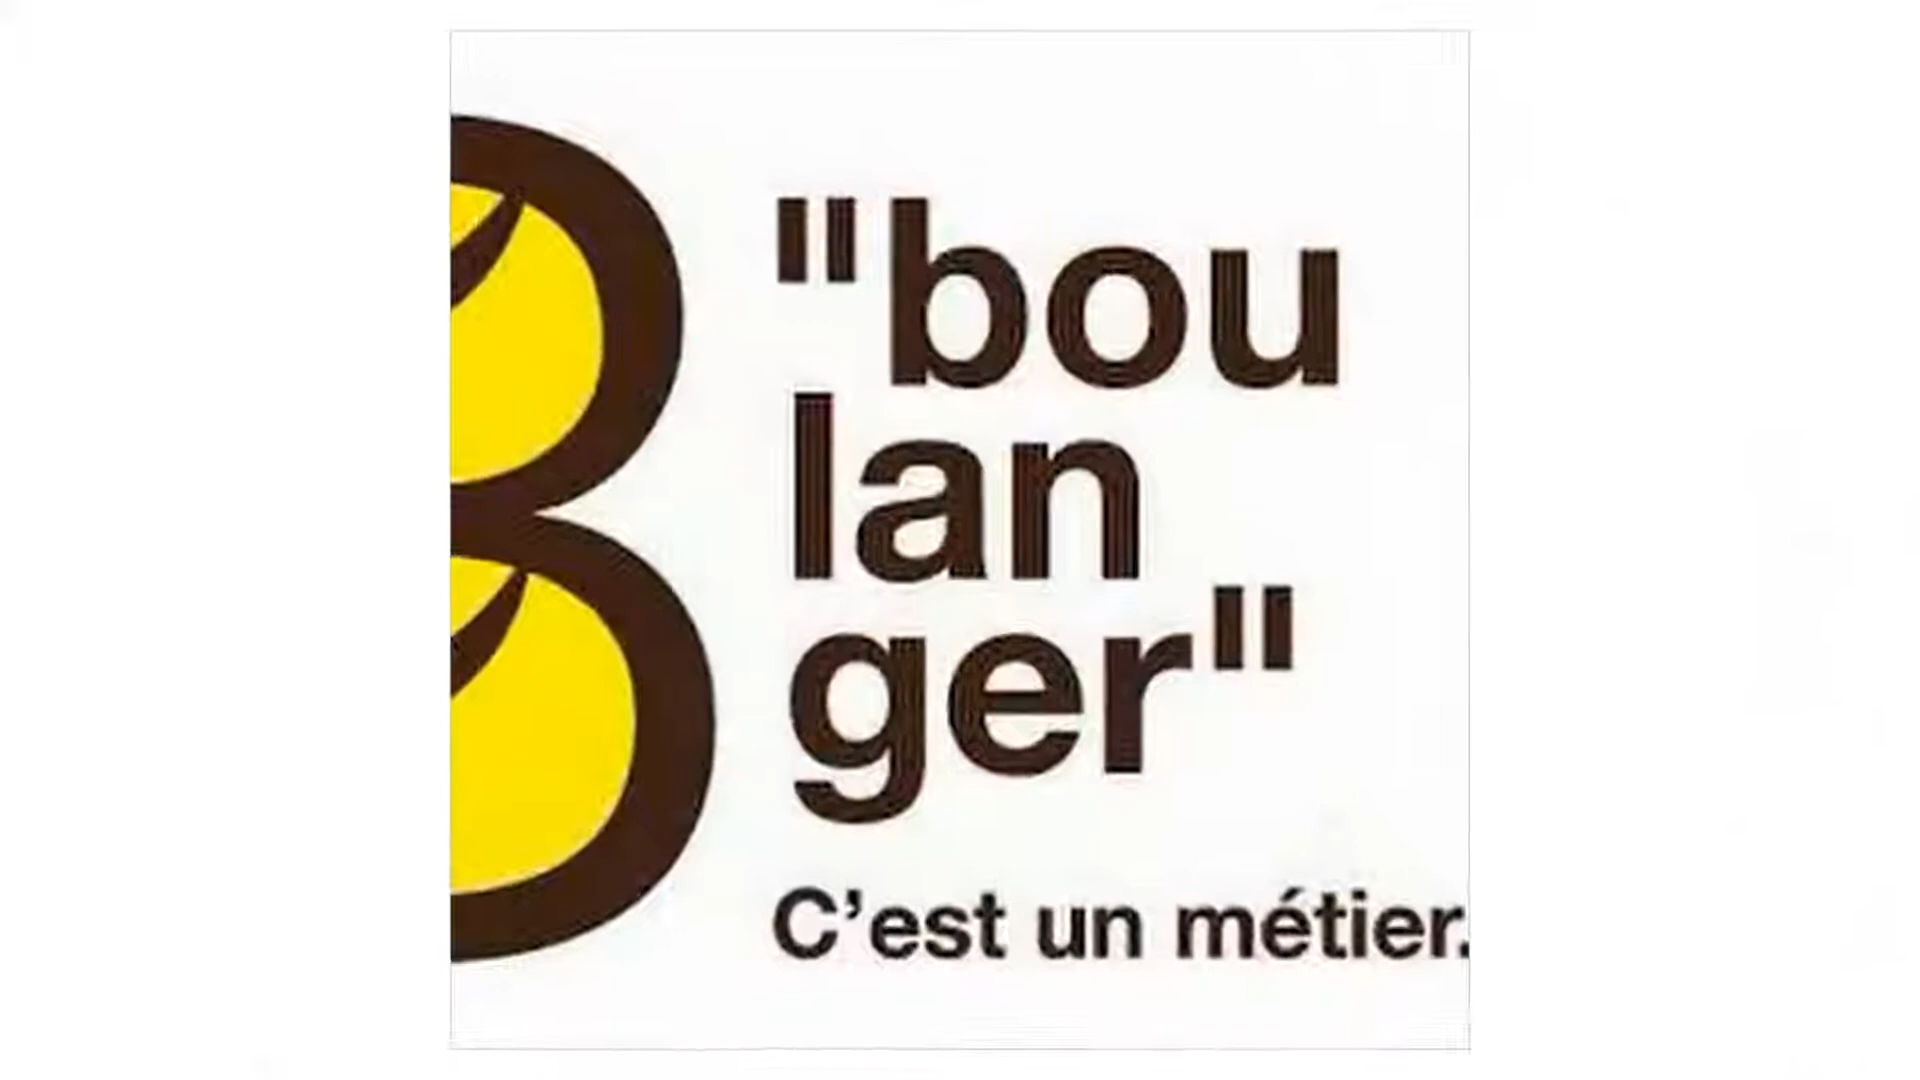 "bou
lan
ger"
C’est un métier.